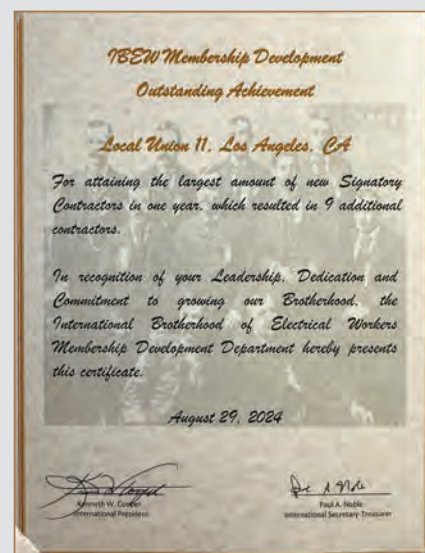 IBEW Membership Development
Outstanding Achievement
Local Union 11, Los Angeles, CA
For attaining the largest amount of new Signatory
Contractors in one year, which resulted in 9 additional
contractors.
In recognition of your Leadership, Dedication and
Commitment to growing our Brotherhood, the
International Brotherhood of Electrical Workers
Membership Development Department hereby presents
this certificate.
August 29, 2024
Kenneth W. Cooper
International President
Paul A. Noble
International Secretary Treasurer